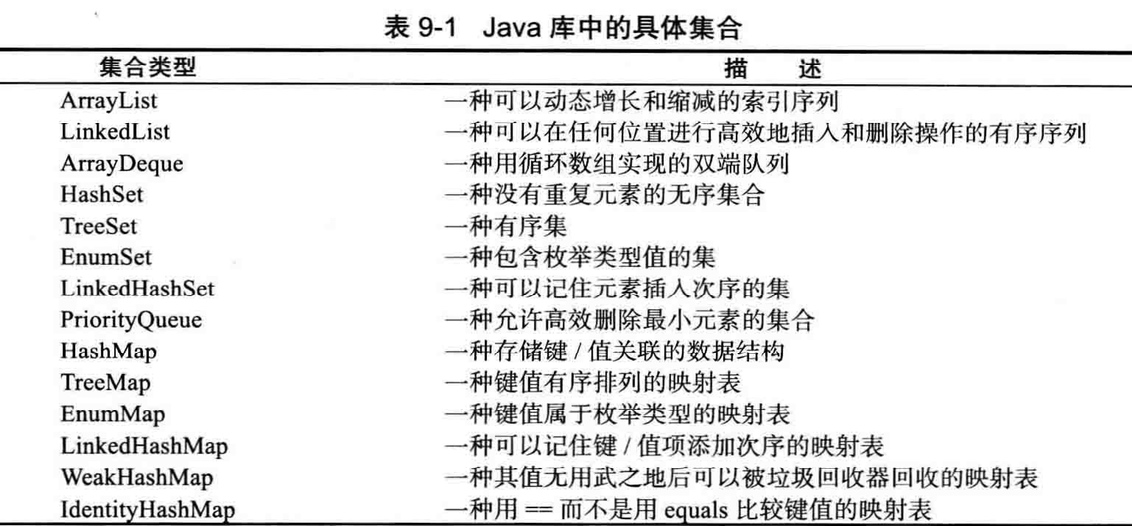 表 9-1 Java 库中的具体集合
集合类型 描 述
ArrayList 一种可以动态增长和缩减的索引序列
LinkedList 一种可以在任何位置进行高效地插入和删除操作的有序序列
ArrayDeque 一种用循环数组实现的双端队列
HashSet 一种没有重复元素的无序集合
TreeSet 一种有序集
EnumSet 一种包含枚举类型值的集
LinkedHashSet 一种可以记住元素插入次序的集
PriorityQueue 一种允许高效删除最小元素的集合
HashMap 一种存储键 / 值关联的数据结构
TreeMap 一种键值有序排列的映射表
EnumMap 一种键值属于枚举类型的映射表
LinkedHashMap 一种可以记住键 / 值项添加次序的映射表
WeakHashMap 一种其值无用武之地后可以被垃圾回收器回收的映射表
IdentityHashMap 一种用 == 而不是用 equals 比较键值的映射表